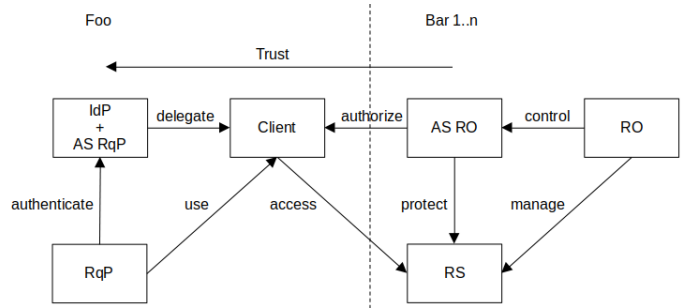 Foo
Bar 1..n
Trust
IdP
+
AS RqP
delegate
Client
authorize
AS RO
control
RO
authenticate
use
access
protect
manage
RqP
RS